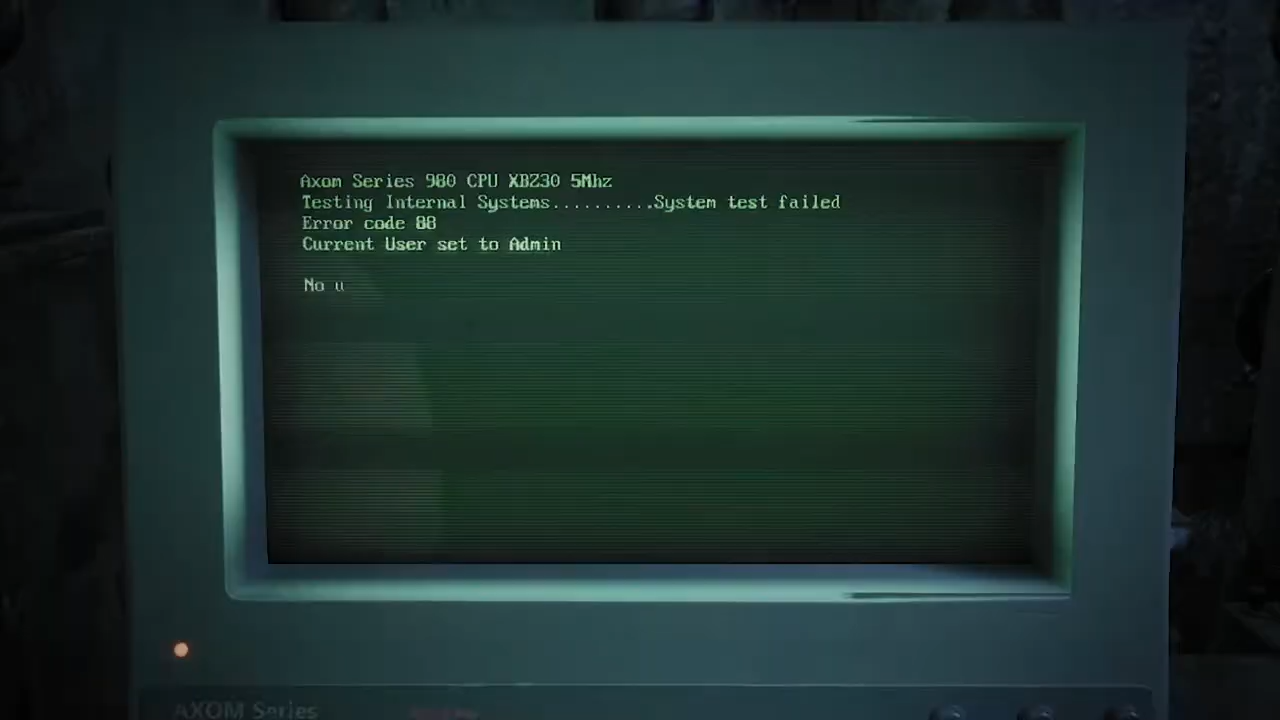 Axom Series 980 CPU XBZ30 5Mhz
Testing Internal Systems..........System test failed
Error code 88
Current User set to Admin
No u
AXOM Series